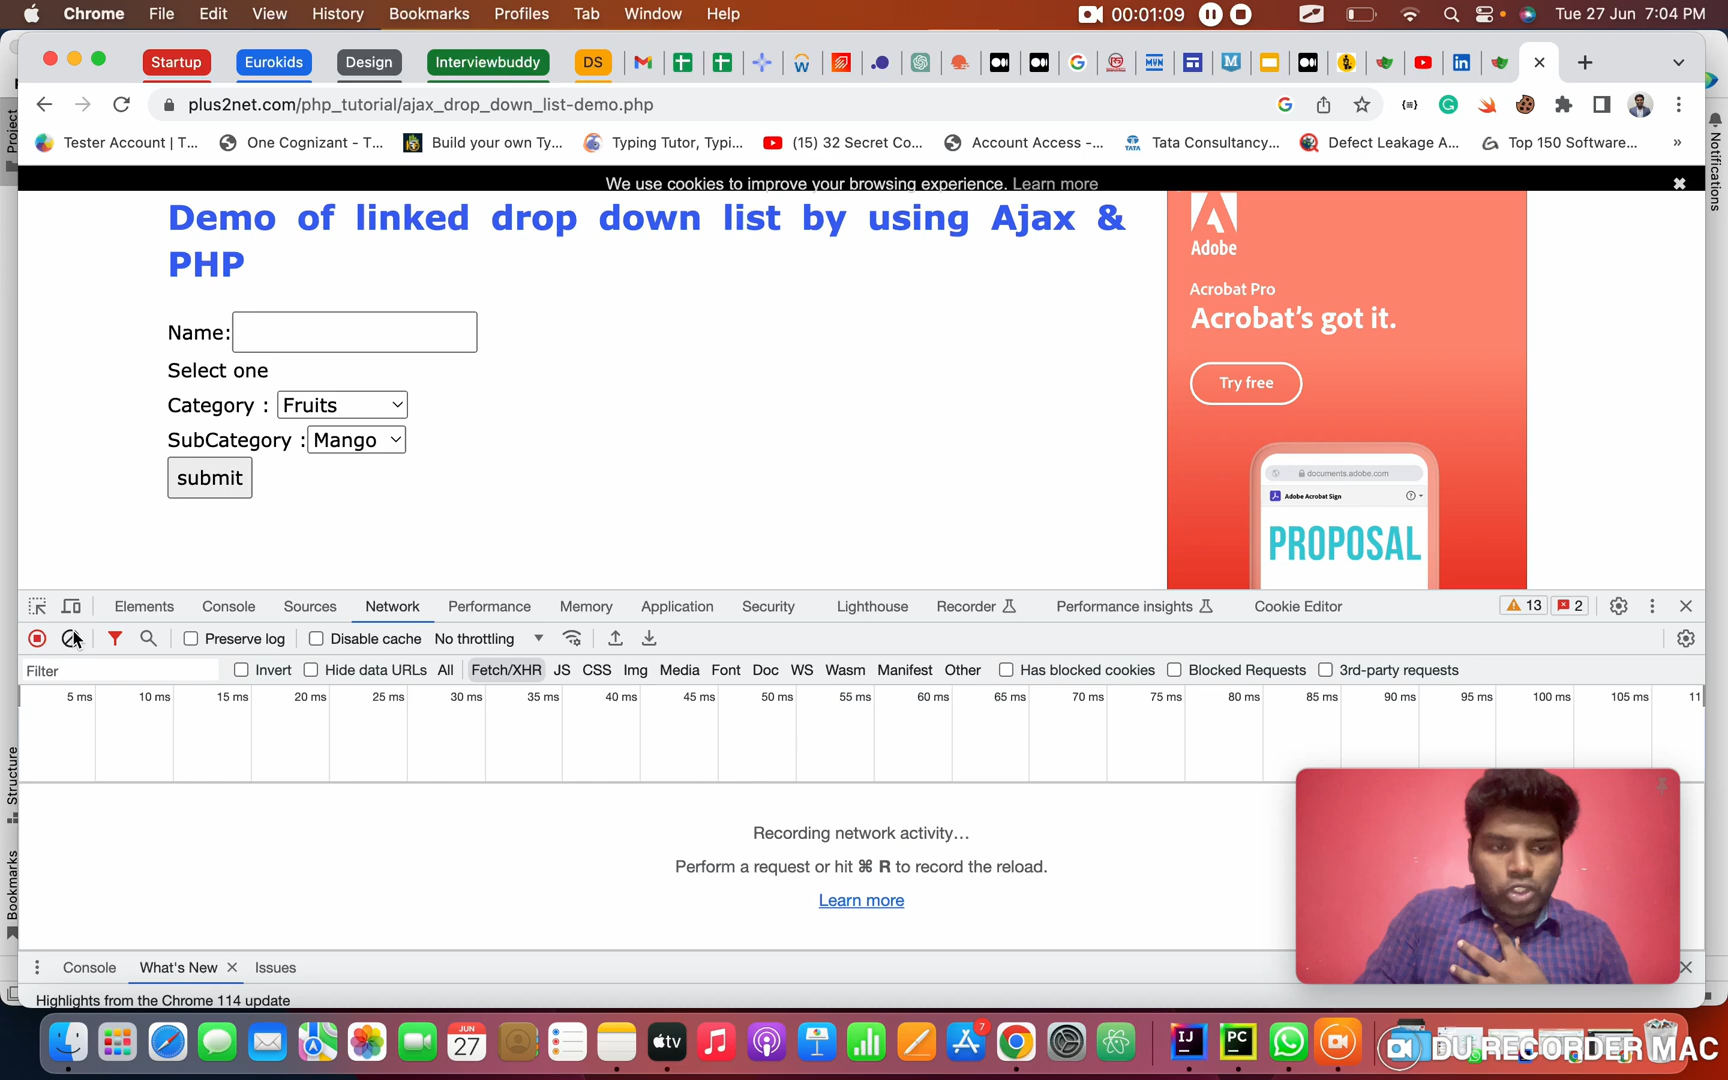 Chrome File Edit View History Bookmarks Profiles Tab Window Help 00:01:09 Tue 27 Jun 7:04 PM
Startup Eurokids Design Interviewbuddy DS
plus2net.com/php_tutorial/ajax_drop_down_list-demo.php
Tester Account | T... One Cognizant - T... Build your own Ty... Typing Tutor, Typi... (15) 32 Secret Co... Account Access -... Tata Consultancy... Defect Leakage A... Top 150 Software... »
Project
Notifications
We use cookies to improve your browsing experience. Learn more
Demo of linked drop down list by using Ajax &
PHP
Name:
Select one
Category : Fruits
SubCategory : Mango
submit
Adobe
Acrobat Pro
Acrobat's got it.
Try free
documents.adobe.com
Adobe Acrobat Sign
PROPOSAL
Elements Console Sources Network Performance Memory Application Security Lighthouse Recorder Performance insights Cookie Editor 13 2
Preserve log Disable cache No throttling
Filter Invert Hide data URLs All Fetch/XHR JS CSS Img Media Font Doc WS Wasm Manifest Other Has blocked cookies Blocked Requests 3rd-party requests
5 ms 10 ms 15 ms 20 ms 25 ms 30 ms 35 ms 40 ms 45 ms 50 ms 55 ms 60 ms 65 ms 70 ms 75 ms 80 ms 85 ms 90 ms 95 ms 100 ms 105 ms 11
Structure
Bookmarks
Recording network activity…
Perform a request or hit ⌘ R to record the reload.
Learn more
Console What's New Issues
Highlights from the Chrome 114 update
JUN
27
tv
7
IJ
PC
DU RECORDER MAC